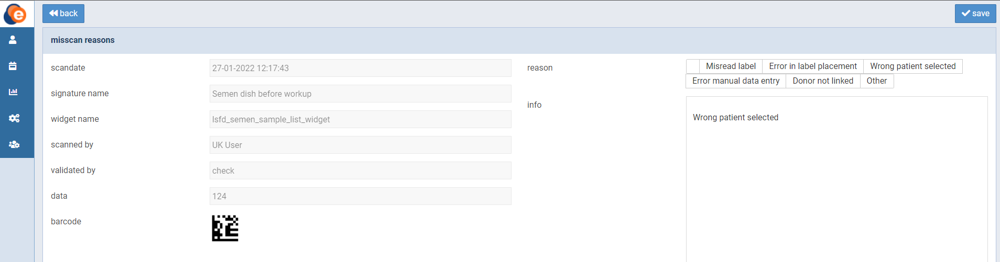 e
back
save
misscan reasons
scandate
27-01-2022 12:17:43
signature name
Semen dish before workup
widget name
lsfd_semen_sample_list_widget
scanned by
UK User
validated by
check
data
124
barcode
reason
Misread label Error in label placement Wrong patient selected
Error manual data entry Donor not linked Other
info
Wrong patient selected